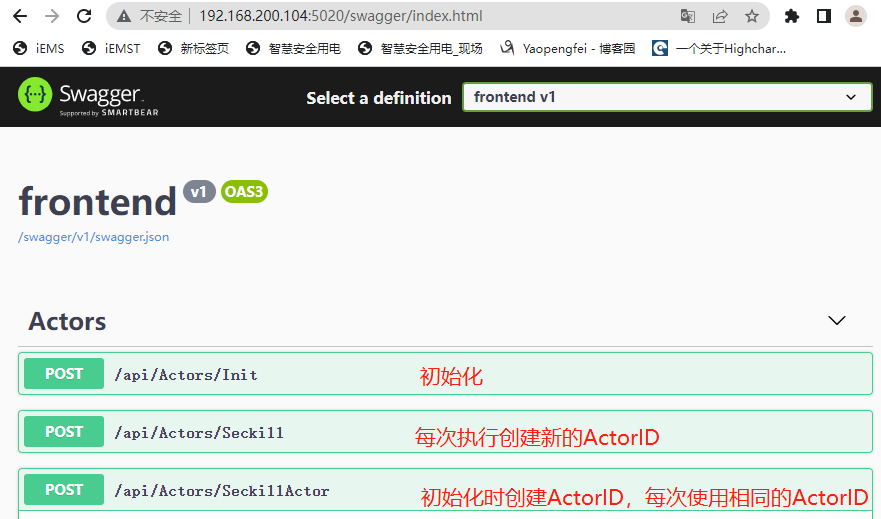 不安全 192.168.200.104:5020/swagger/index.html
iEMS iEMST 新标签页 智慧安全用电 智慧安全用电_现场 Yaopengfei - 博客园 一个关于Highchar...
Swagger
Supported by SMARTBEAR
Select a definition frontend v1
frontend v1 OAS3
/swagger/v1/swagger.json
Actors
POST /api/Actors/Init 初始化
POST /api/Actors/Seckill 每次执行创建新的ActorID
POST /api/Actors/SeckillActor 初始化时创建ActorID，每次使用相同的ActorID